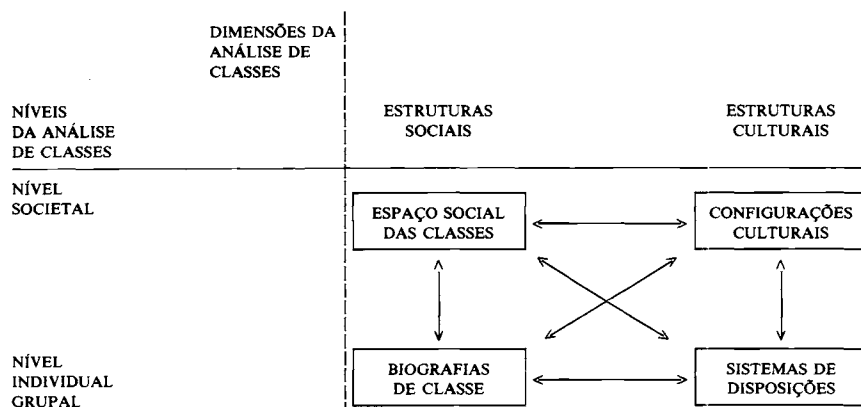 DIMENSÕES DA
ANÁLISE DE
CLASSES
NÍVEIS
DA ANÁLISE
DE CLASSES
ESTRUTURAS
SOCIAIS
ESTRUTURAS
CULTURAIS
NÍVEL
SOCIETAL
ESPAÇO SOCIAL
DAS CLASSES
CONFIGURAÇÕES
CULTURAIS
NÍVEL
INDIVIDUAL
GRUPAL
BIOGRAFIAS
DE CLASSE
SISTEMAS DE
DISPOSIÇÕES